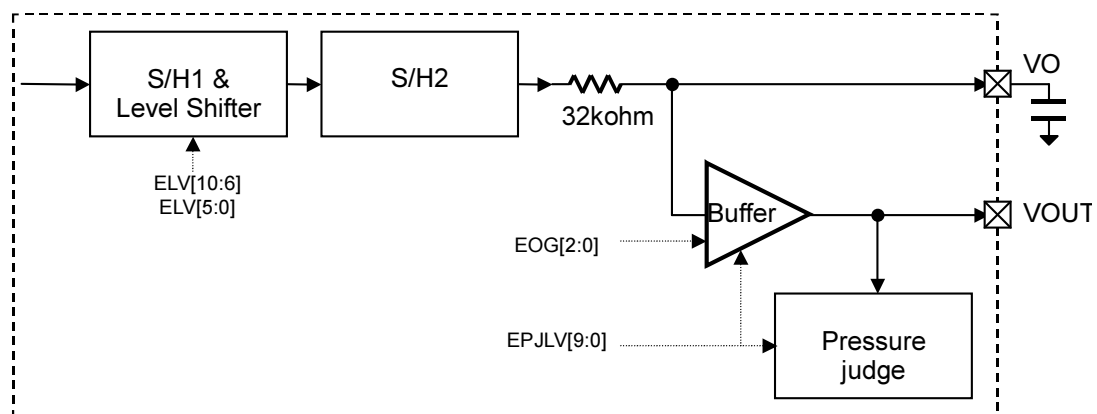 S/H1 &
Level Shifter
S/H2
32kohm
VO
ELV[10:6]
ELV[5:0]
Buffer
VOUT
EOG[2:0]
EPJLV[9:0]
Pressure
judge